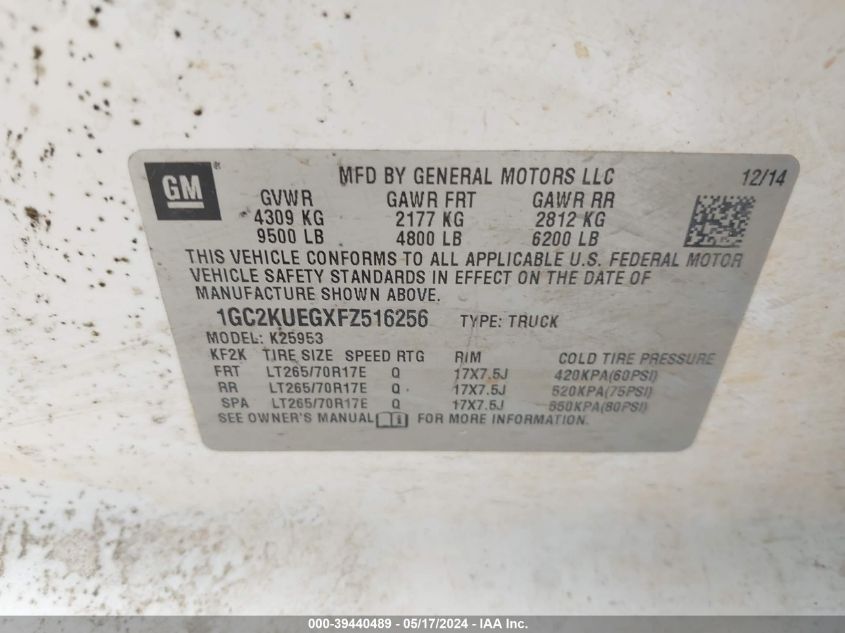 GM ® MFD BY GENERAL MOTORS LLC 12/14
GVWR GAWR FRT GAWR RR
4309 KG 2177 KG 2812 KG
9500 LB 4800 LB 6200 LB
THIS VEHICLE CONFORMS TO ALL APPLICABLE U.S. FEDERAL MOTOR
VEHICLE SAFETY STANDARDS IN EFFECT ON THE DATE OF
MANUFACTURE SHOWN ABOVE.
1GC2KUEGXFZ516256 TYPE: TRUCK
MODEL: K25953
KF2K TIRE SIZE SPEED RTG RIM COLD TIRE PRESSURE
FRT LT265/70R17E Q 17X7.5J 420KPA(60PSI)
RR LT265/70R17E Q 17X7.5J 520KPA(75PSI)
SPA LT265/70R17E Q 17X7.5J 550KPA(80PSI)
SEE OWNER'S MANUAL i FOR MORE INFORMATION.
000-39440489 - 05/17/2024 - IAA Inc.